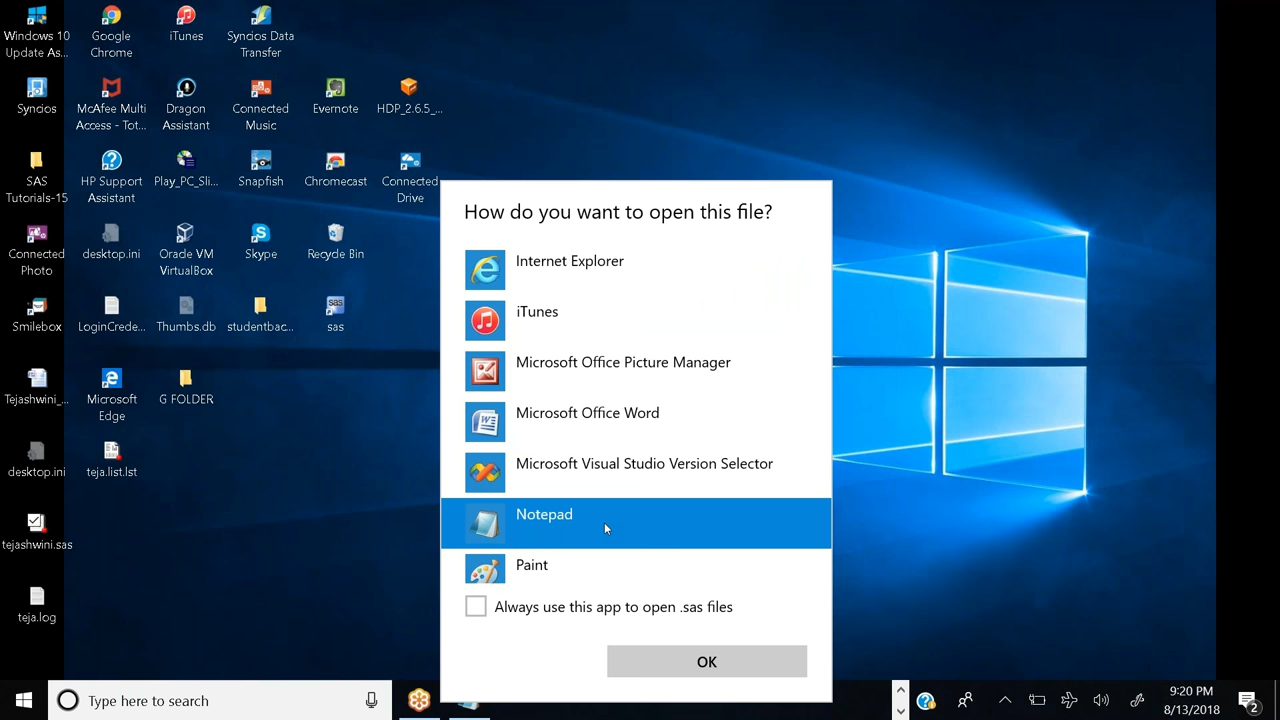 Windows 10
Update As...
Google
Chrome
iTunes
Syncios Data
Transfer
Syncios
McAfee Multi
Access - Tot...
Dragon
Assistant
Connected
Music
Evernote
HDP_2.6.5_...
SAS
Tutorials-15
HP Support
Assistant
Play_PC_Sli...
Snapfish
Chromecast
Connected
Drive
Connected
Photo
desktop.ini
Oracle VM
VirtualBox
Skype
Recycle Bin
Smilebox
LoginCrede...
Thumbs.db
studentbac...
sas
sas
Tejashwini_...
Microsoft
Edge
G FOLDER
desktop.ini
teja.list.lst
tejashwini.sas
teja.log
How do you want to open this file?
Internet Explorer
iTunes
Microsoft Office Picture Manager
Microsoft Office Word
Microsoft Visual Studio Version Selector
Notepad
Paint
Always use this app to open .sas files
OK
Type here to search
9:20 PM
8/13/2018
2